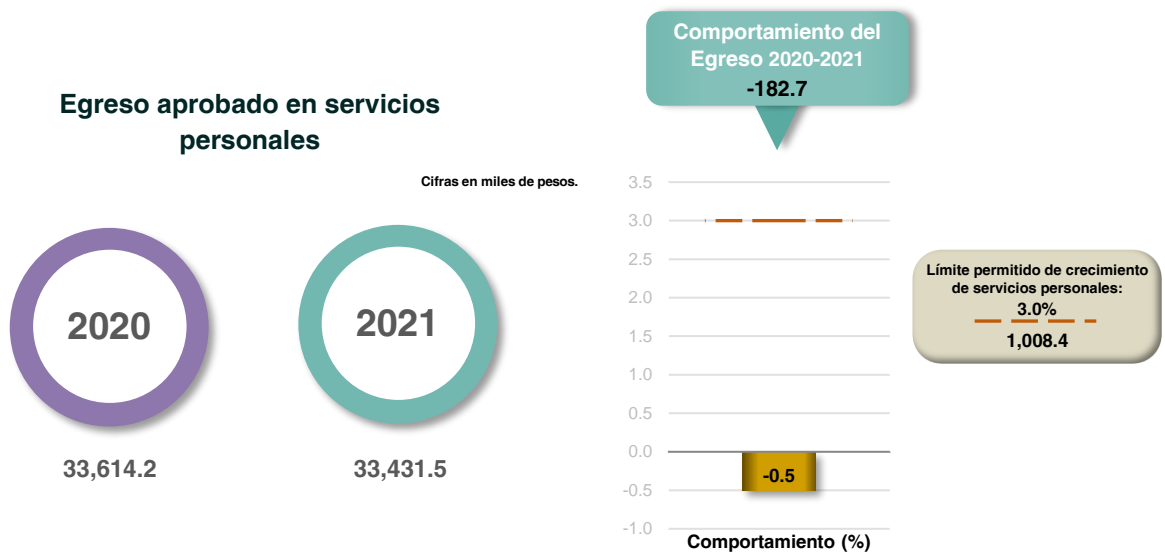 Egreso aprobado en servicios
personales
Cifras en miles de pesos.
2020
2021
33,614.2
33,431.5
Comportamiento del
Egreso 2020-2021
-182.7
3.5
3.0
2.5
2.0
1.5
1.0
0.5
0.0
-0.5
-1.0
-0.5
Comportamiento (%)
Límite permitido de crecimiento
de servicios personales:
3.0%
1,008.4